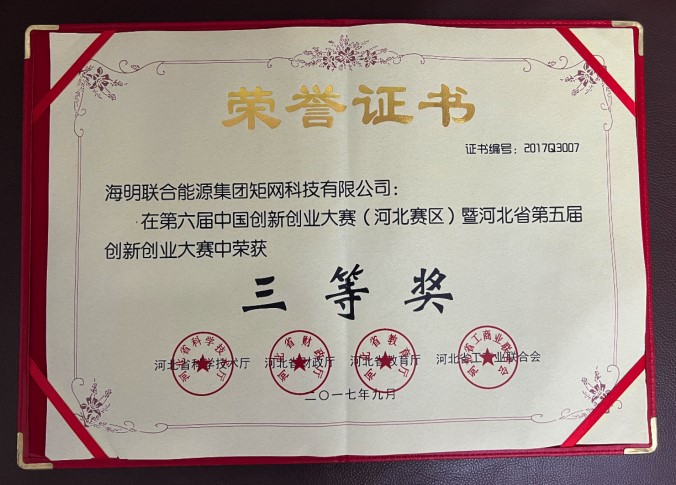 荣誉证书
证书编号：2017Q3007
海明联合能源集团矩网科技有限公司：
在第六届中国创新创业大赛（河北赛区）暨河北省第五届
创新创业大赛中荣获
三等奖
河北省科学技术厅 河北省财政厅 河北省教育厅 河北省工商业联合会
二〇一七年九月